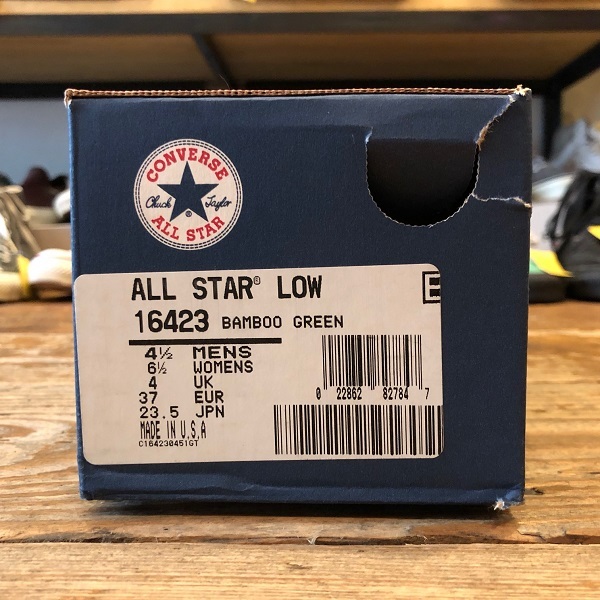 CONVERSE
Chuck Taylor
®
ALL STAR
ALL STAR® LOW
E
16423 BAMBOO GREEN
4½ MENS
6½ WOMENS
4 UK
37 EUR
23.5 JPN
MADE IN U.S.A
C164230451GT
0 22862 82784 7